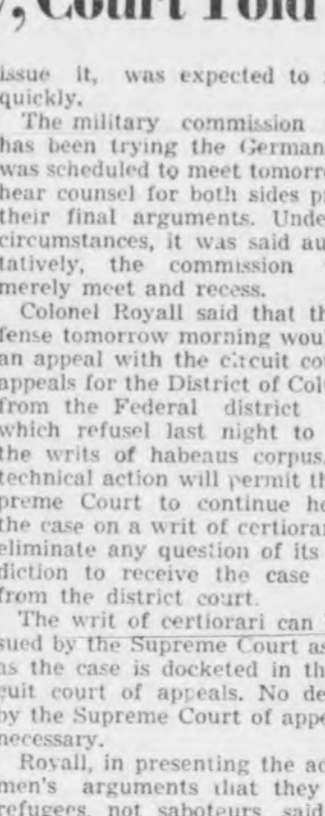 , Court Told
issue it, was expected to
quickly.
The military commission
has been trying the German
was scheduled to meet tomorr
hear counsel for both sides p
their final arguments. Unde
circumstances, it was said au
tatively, the commission
merely meet and recess.
Colonel Royall said that th
fense tomorrow morning woul
an appeal with the circuit co
appeals for the District of Col
from the Federal district
which refusel last night to
the writs of habeaus corpus.
technical action will permit th
preme Court to continue he
the case on a writ of certiorar
eliminate any question of its
diction to receive the case
from the district court.
The writ of certiorari can
sued by the Supreme Court as
as the case is docketed in th
cuit court of appeals. No de
by the Supreme Court of appe
necessary.
Royall, in presenting the ac
men's arguments that they
refugees, not saboteurs, said